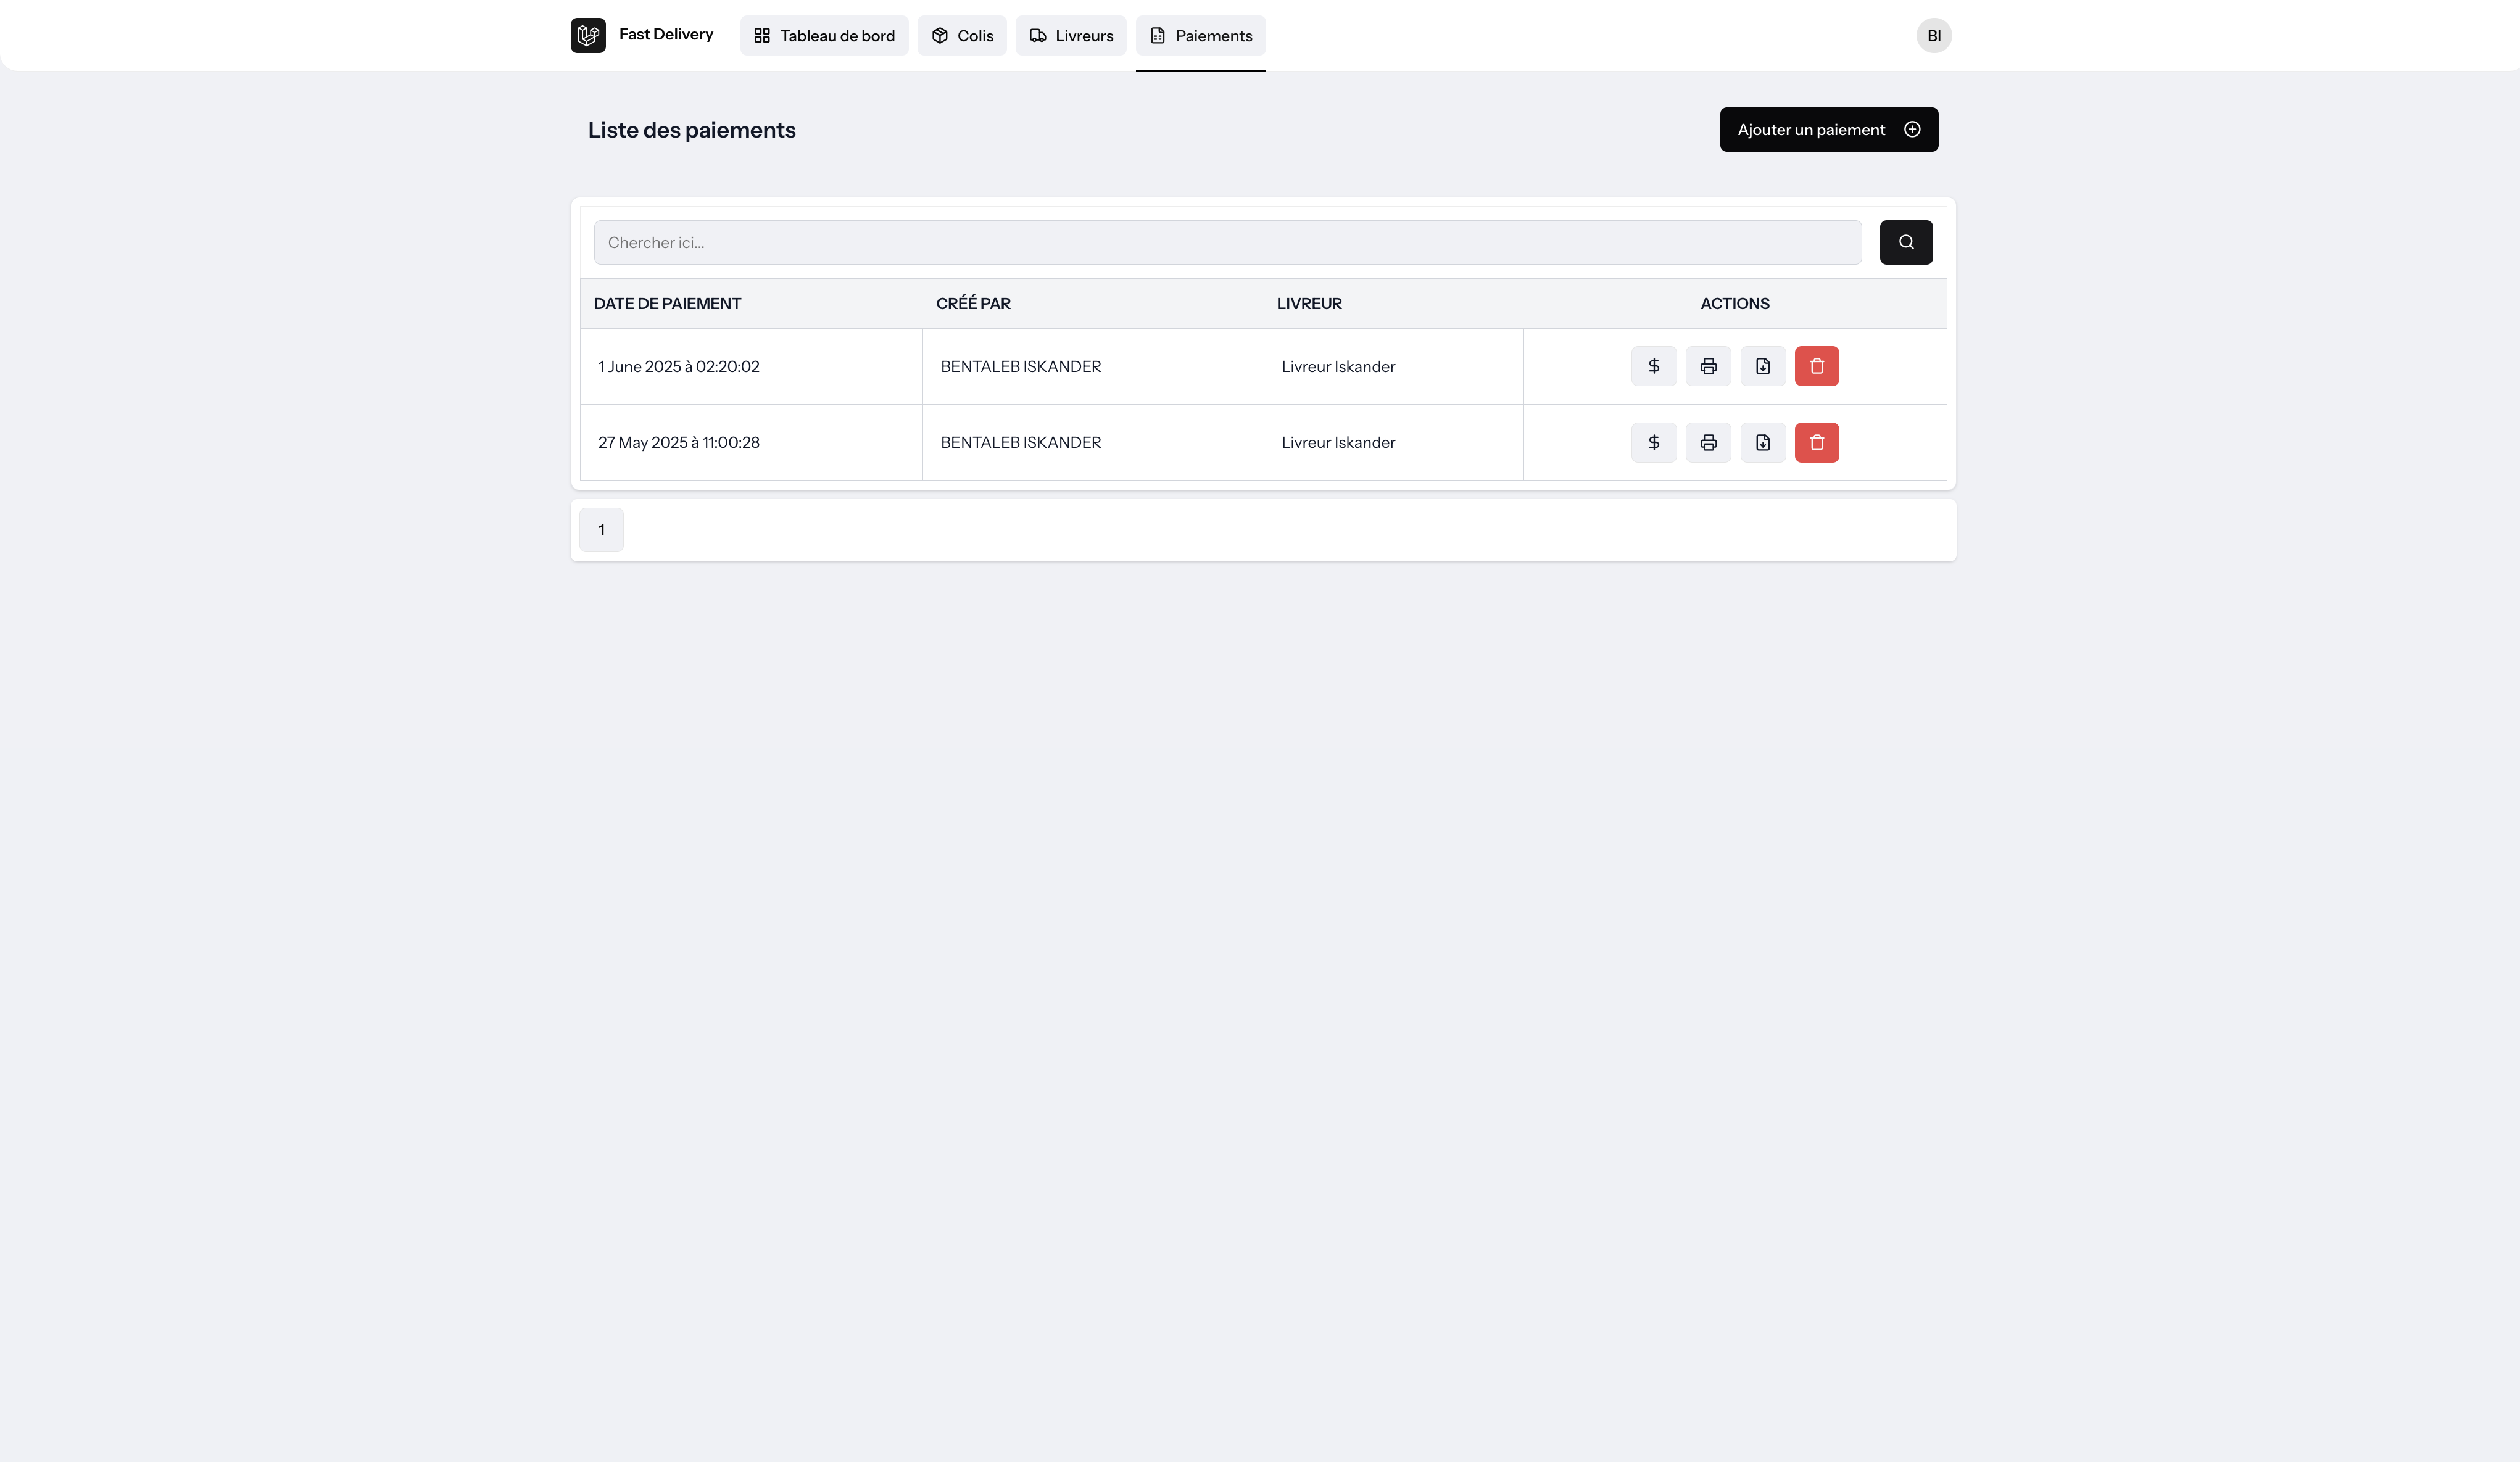 Fast Delivery
Tableau de bord
Colis
Livreurs
Paiements
BI
Liste des paiements
Ajouter un paiement
Chercher ici...
DATE DE PAIEMENT CRÉÉ PAR LIVREUR ACTIONS
1 June 2025 à 02:20:02 BENTALEB ISKANDER Livreur Iskander
27 May 2025 à 11:00:28 BENTALEB ISKANDER Livreur Iskander
1